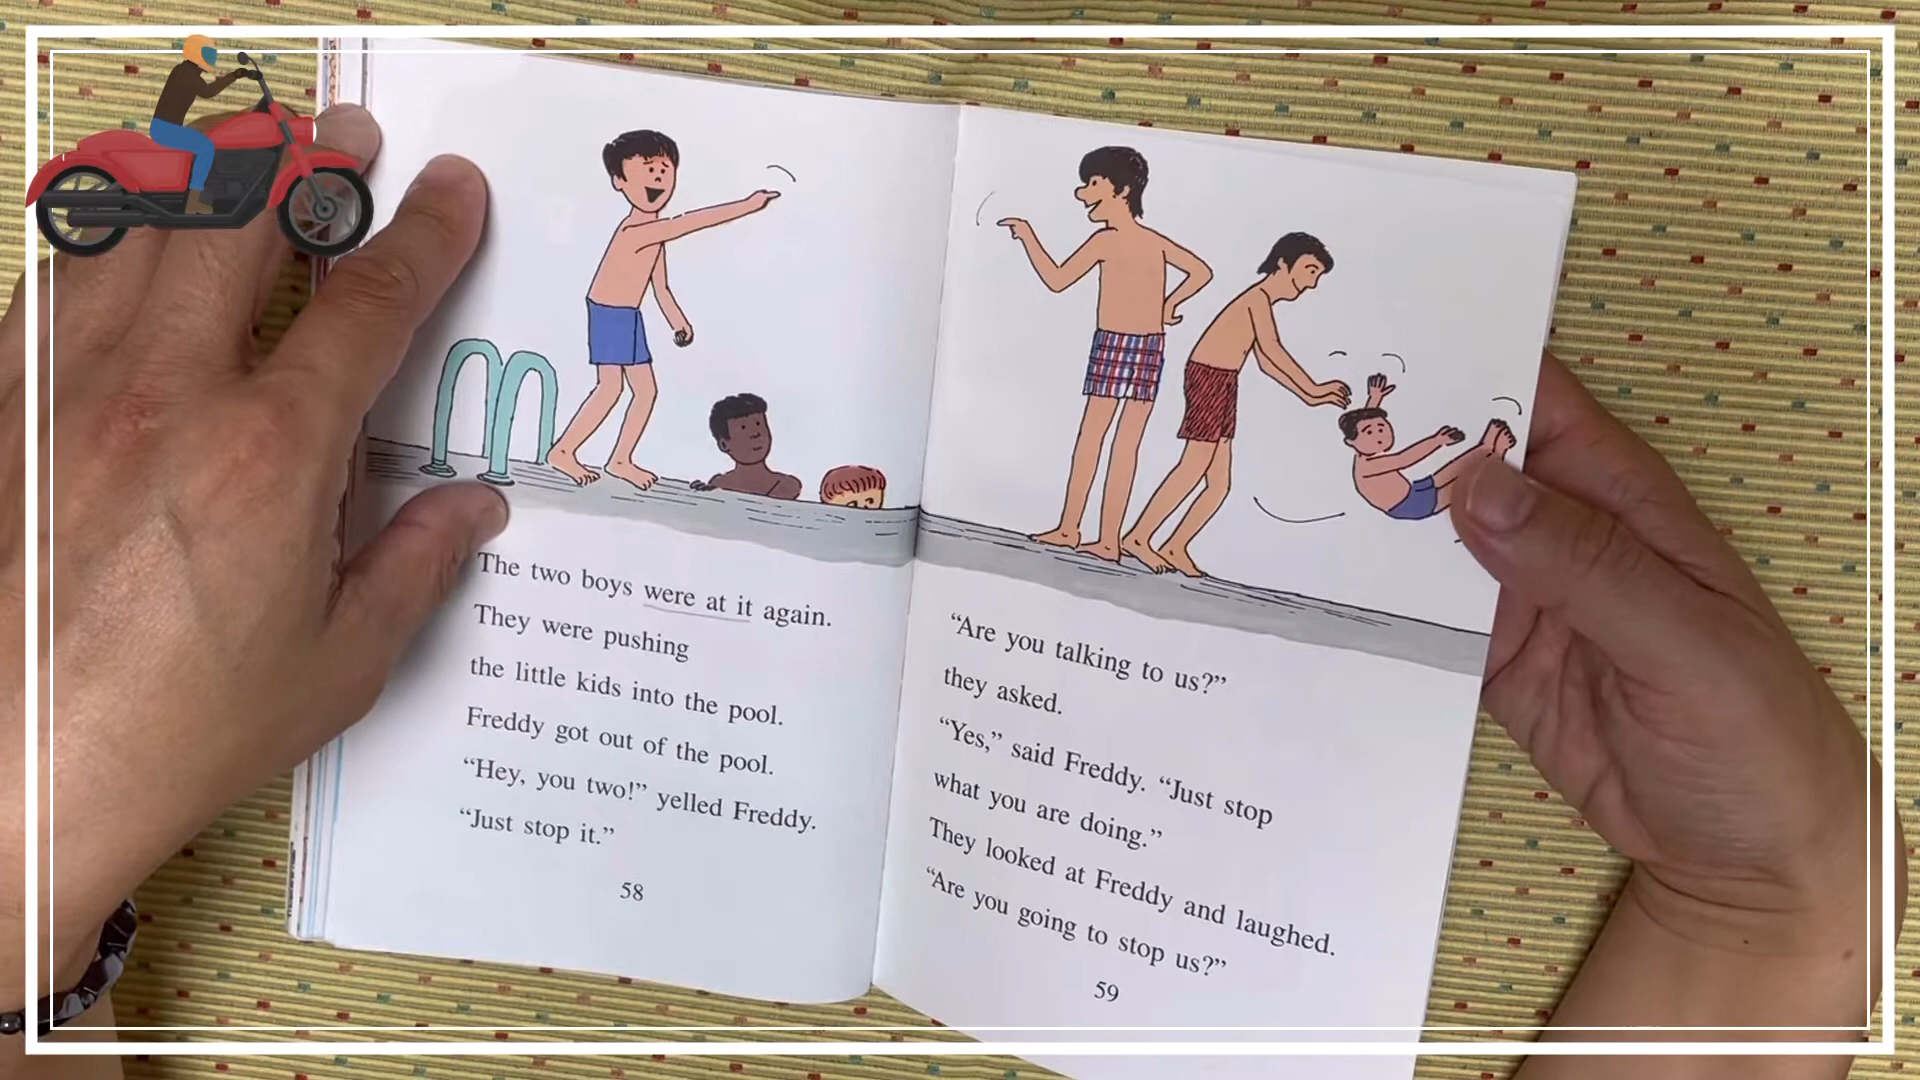 The two boys were at it again.
They were pushing
the little kids into the pool.
Freddy got out of the pool.
“Hey, you two!” yelled Freddy.
“Just stop it.”
58
“Are you talking to us?”
they asked.
“Yes,” said Freddy. “Just stop
what you are doing.”
They looked at Freddy and laughed.
“Are you going to stop us?”
59